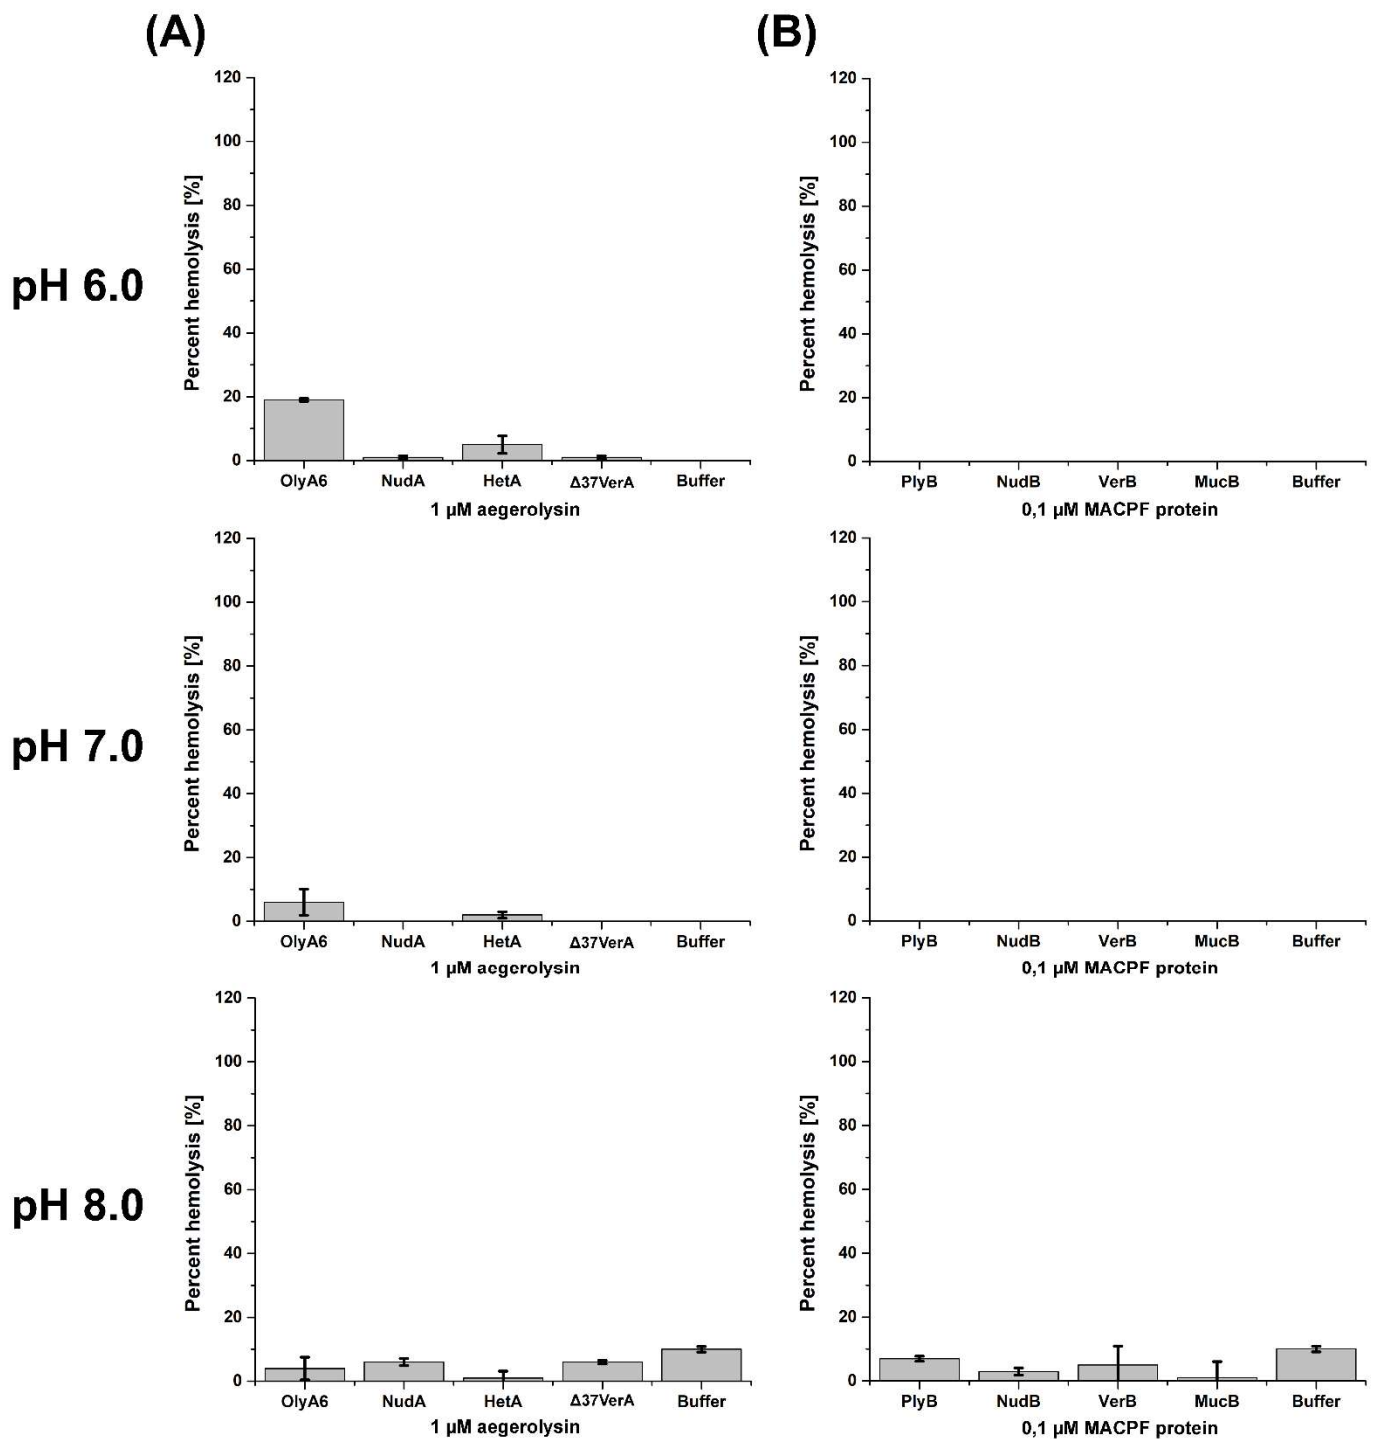 (A)
(B)
pH 6.0
Percent hemolysis [%]
120
100
80
60
40
20
0
OlyA6 NudA HetA Δ37VerA Buffer
1 µM aegerolysin
Percent hemolysis [%]
120
100
80
60
40
20
0
PlyB NudB VerB MucB Buffer
0,1 µM MACPF protein
pH 7.0
Percent hemolysis [%]
120
100
80
60
40
20
0
OlyA6 NudA HetA Δ37VerA Buffer
1 µM aegerolysin
Percent hemolysis [%]
120
100
80
60
40
20
0
PlyB NudB VerB MucB Buffer
0,1 µM MACPF protein
pH 8.0
Percent hemolysis [%]
120
100
80
60
40
20
0
OlyA6 NudA HetA Δ37VerA Buffer
1 µM aegerolysin
Percent hemolysis [%]
120
100
80
60
40
20
0
PlyB NudB VerB MucB Buffer
0,1 µM MACPF protein